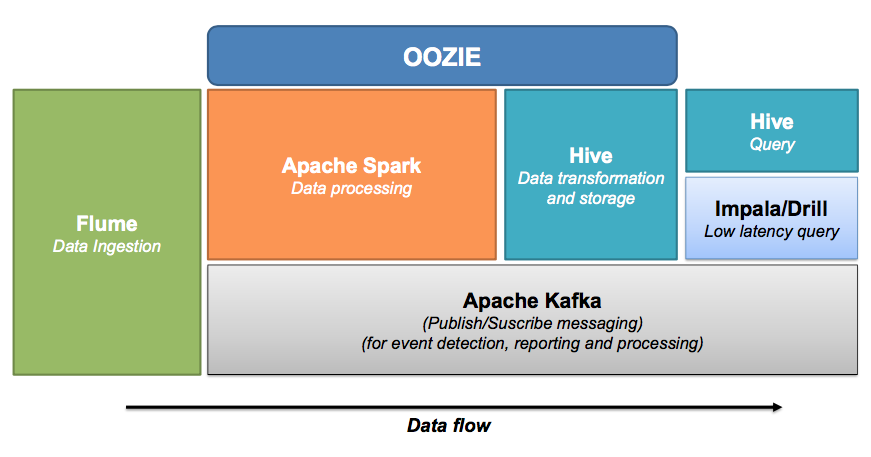 OOZIE
Flume
Data Ingestion
Apache Spark
Data processing
Hive
Data transformation
and storage
Hive
Query
Impala/Drill
Low latency query
Apache Kafka
(Publish/Suscribe messaging)
(for event detection, reporting and processing)
Data flow